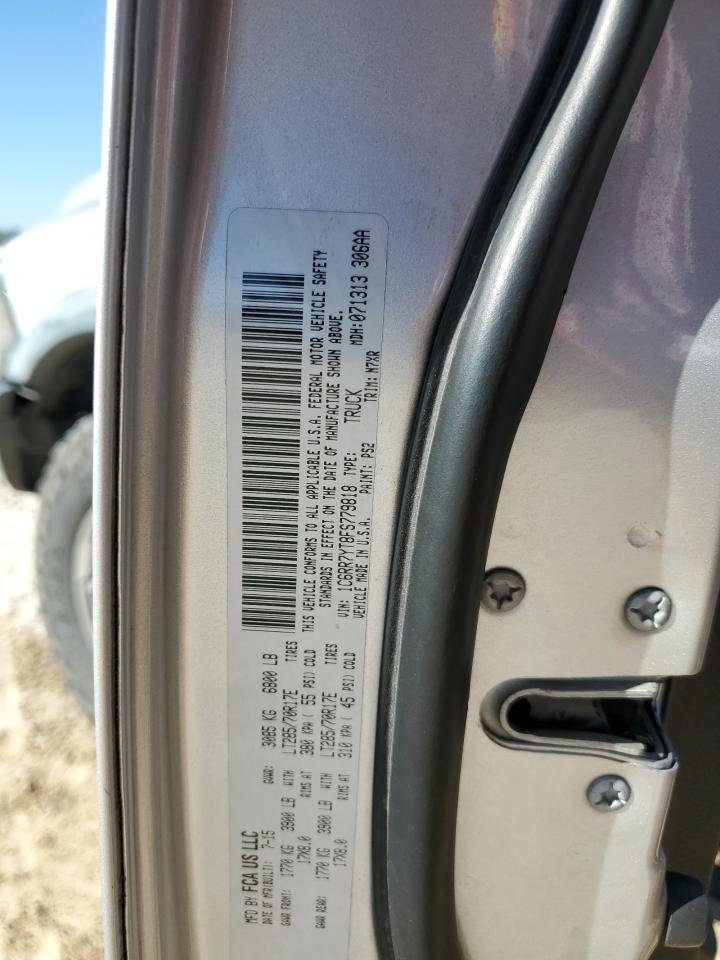 MFD BY FCA US LLC
DATE OF MFR(BUILT): 7-15 GVWR: 3085 KG 6900 LB
GAWR FRONT: 1770 KG 3900 LB WITH LT285/70R17E TIRES
17X8.0 RIMS AT 380 KPA( 55 PSI) COLD
GAWR REAR: 1770 KG 3900 LB WITH LT285/70R17E TIRES
17X8.0 RIMS AT 310 KPA( 45 PSI) COLD
THIS VEHICLE CONFORMS TO ALL APPLICABLE U.S.A. FEDERAL MOTOR VEHICLE SAFETY
STANDARDS IN EFFECT ON THE DATE OF MANUFACTURE SHOWN ABOVE.
VIN: 1C6RR7YT8FS779818 TYPE: TRUCK MDH:071313 306AA
VEHICLE MADE IN U.S.A. PAINT: PS2 TRIM: N7XR